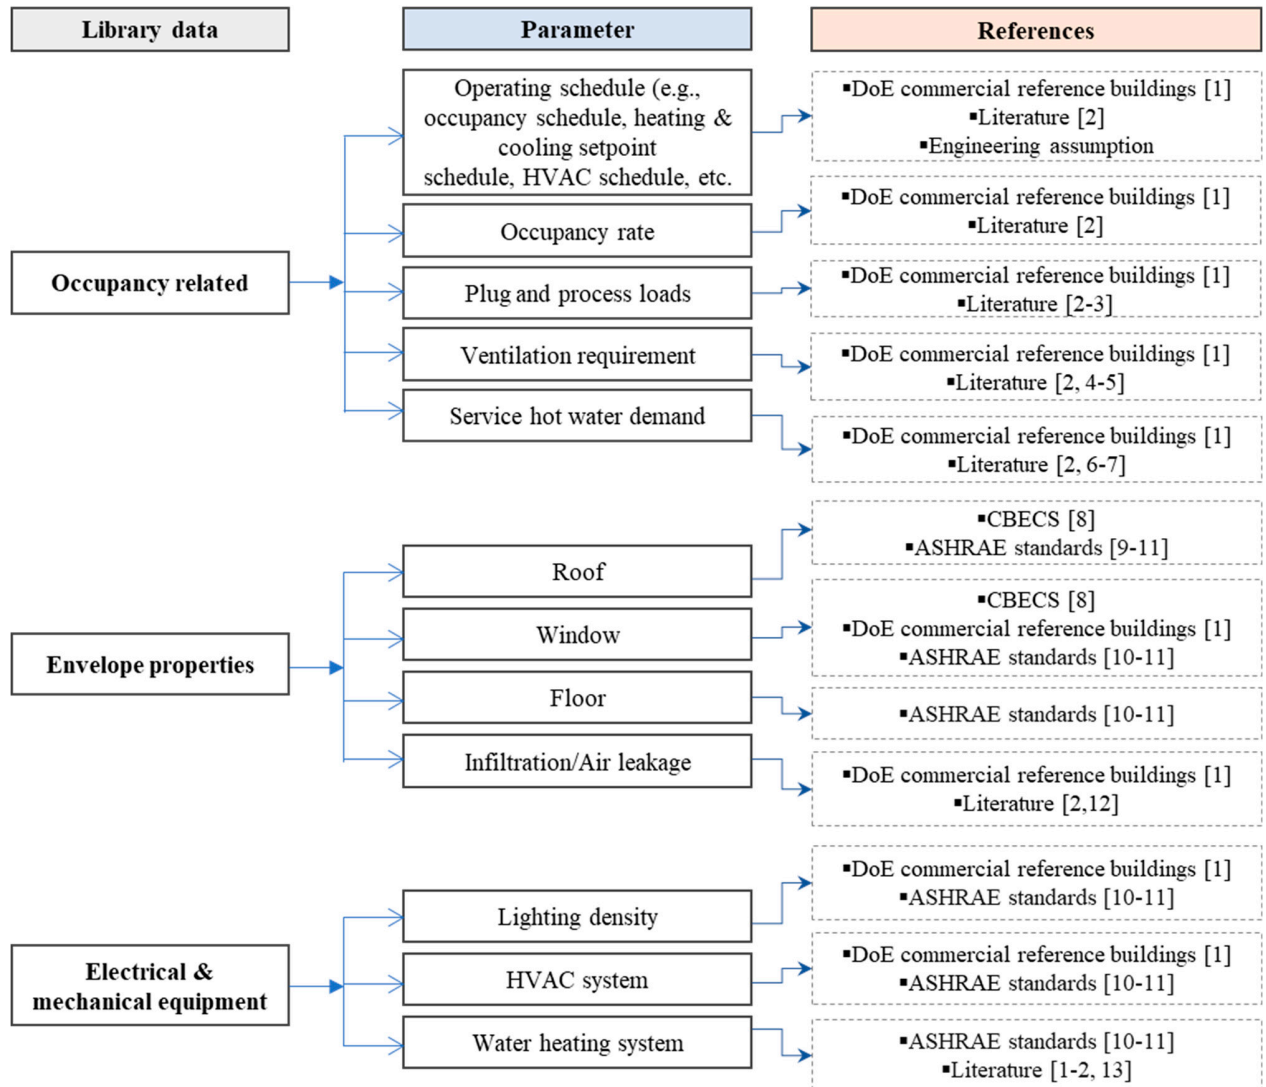 Library data
Parameter
References
Occupancy related
Operating schedule (e.g.,
occupancy schedule, heating &
cooling setpoint
schedule, HVAC schedule, etc.
▪DoE commercial reference buildings [1]
▪Literature [2]
▪Engineering assumption
Occupancy rate
▪DoE commercial reference buildings [1]
▪Literature [2]
Plug and process loads
▪DoE commercial reference buildings [1]
▪Literature [2-3]
Ventilation requirement
▪DoE commercial reference buildings [1]
▪Literature [2, 4-5]
Service hot water demand
▪DoE commercial reference buildings [1]
▪Literature [2, 6-7]
Envelope properties
Roof
▪CBECS [8]
▪ASHRAE standards [9-11]
Window
▪CBECS [8]
▪DoE commercial reference buildings [1]
▪ASHRAE standards [10-11]
Floor
▪ASHRAE standards [10-11]
Infiltration/Air leakage
▪DoE commercial reference buildings [1]
▪Literature [2,12]
Electrical &
mechanical equipment
Lighting density
▪DoE commercial reference buildings [1]
▪ASHRAE standards [10-11]
HVAC system
▪DoE commercial reference buildings [1]
▪ASHRAE standards [10-11]
Water heating system
▪ASHRAE standards [10-11]
▪Literature [1-2, 13]